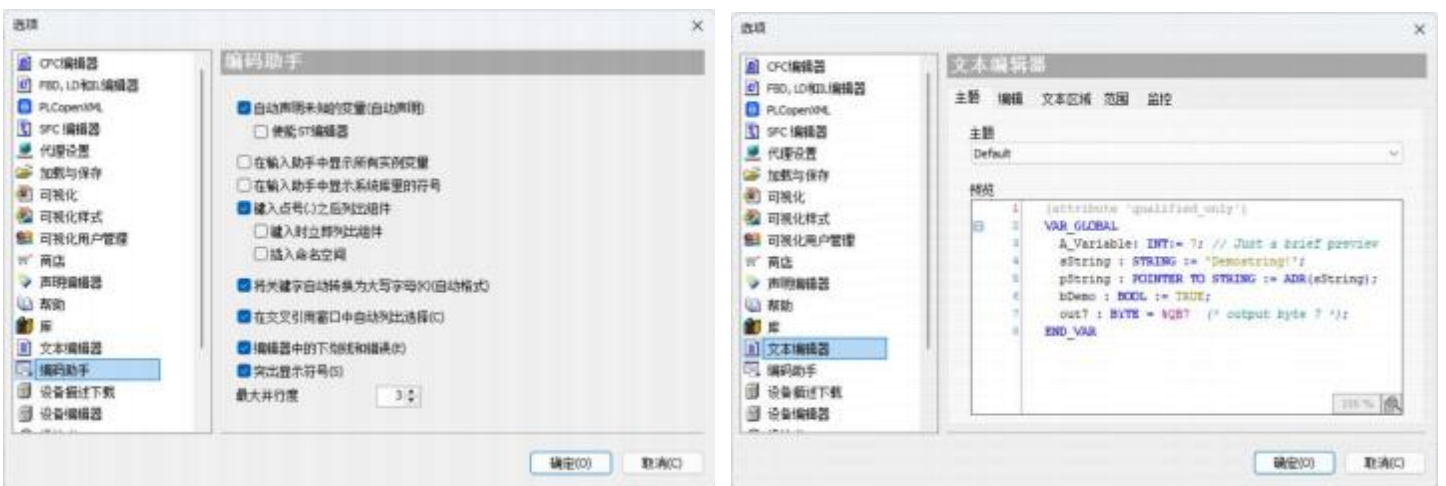 选项
CFC编辑器
FBD, LD和IL编辑器
PLCopenXML
SFC 编辑器
代理设置
加载与保存
可视化
可视化样式
可视化用户管理
商店
声明编辑器
帮助
库
文本编辑器
编码助手
设备描述下载
设备编辑器
编码助手
自动声明未知的变量(自动声明)
使能ST编辑器
在输入助手中显示所有实例变量
在输入助手中显示系统库里的符号
键入点号(.)之后列出组件
键入时立即列出组件
插入命名空间
将关键字自动转换为大写字母(K)(自动格式)
在交叉引用窗口中自动列出选择(C)
编辑器中的下划线和错误(E)
突出显示符号(S)
最大并行度 3
确定(O) 取消(C)
选项
CFC编辑器
FBD, LD和IL编辑器
PLCopenXML
SFC 编辑器
代理设置
加载与保存
可视化
可视化样式
可视化用户管理
商店
声明编辑器
帮助
库
文本编辑器
编码助手
设备描述下载
设备编辑器
文本编辑器
主题 编辑 文本区域 范围 监控
主题
Default
预览
1 {attribute 'qualified_only'}
2 VAR_GLOBAL
3 A_Variable: INT:= 7; // Just a brief preview
4 sString : STRING := "Demostring!";
5 pString : POINTER TO STRING := ADR(sString);
6 bDemo : BOOL := TRUE;
7 out7 : BYTE = %QB7 (* output byte 7 *);
8 END_VAR
确定(O) 取消(C)